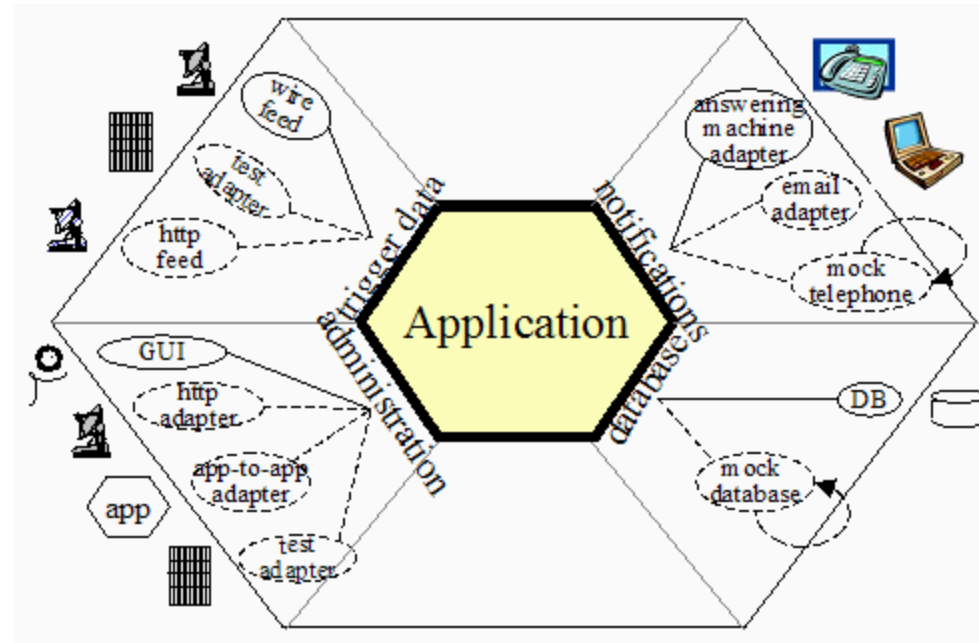 wire
feed
test
adapter
http
feed
trigger data
answering
machine
adapter
email
adapter
mock
telephone
notifications
Application
GUI
http
adapter
app-to-app
adapter
app
test
adapter
administration
database
DB
mock
database